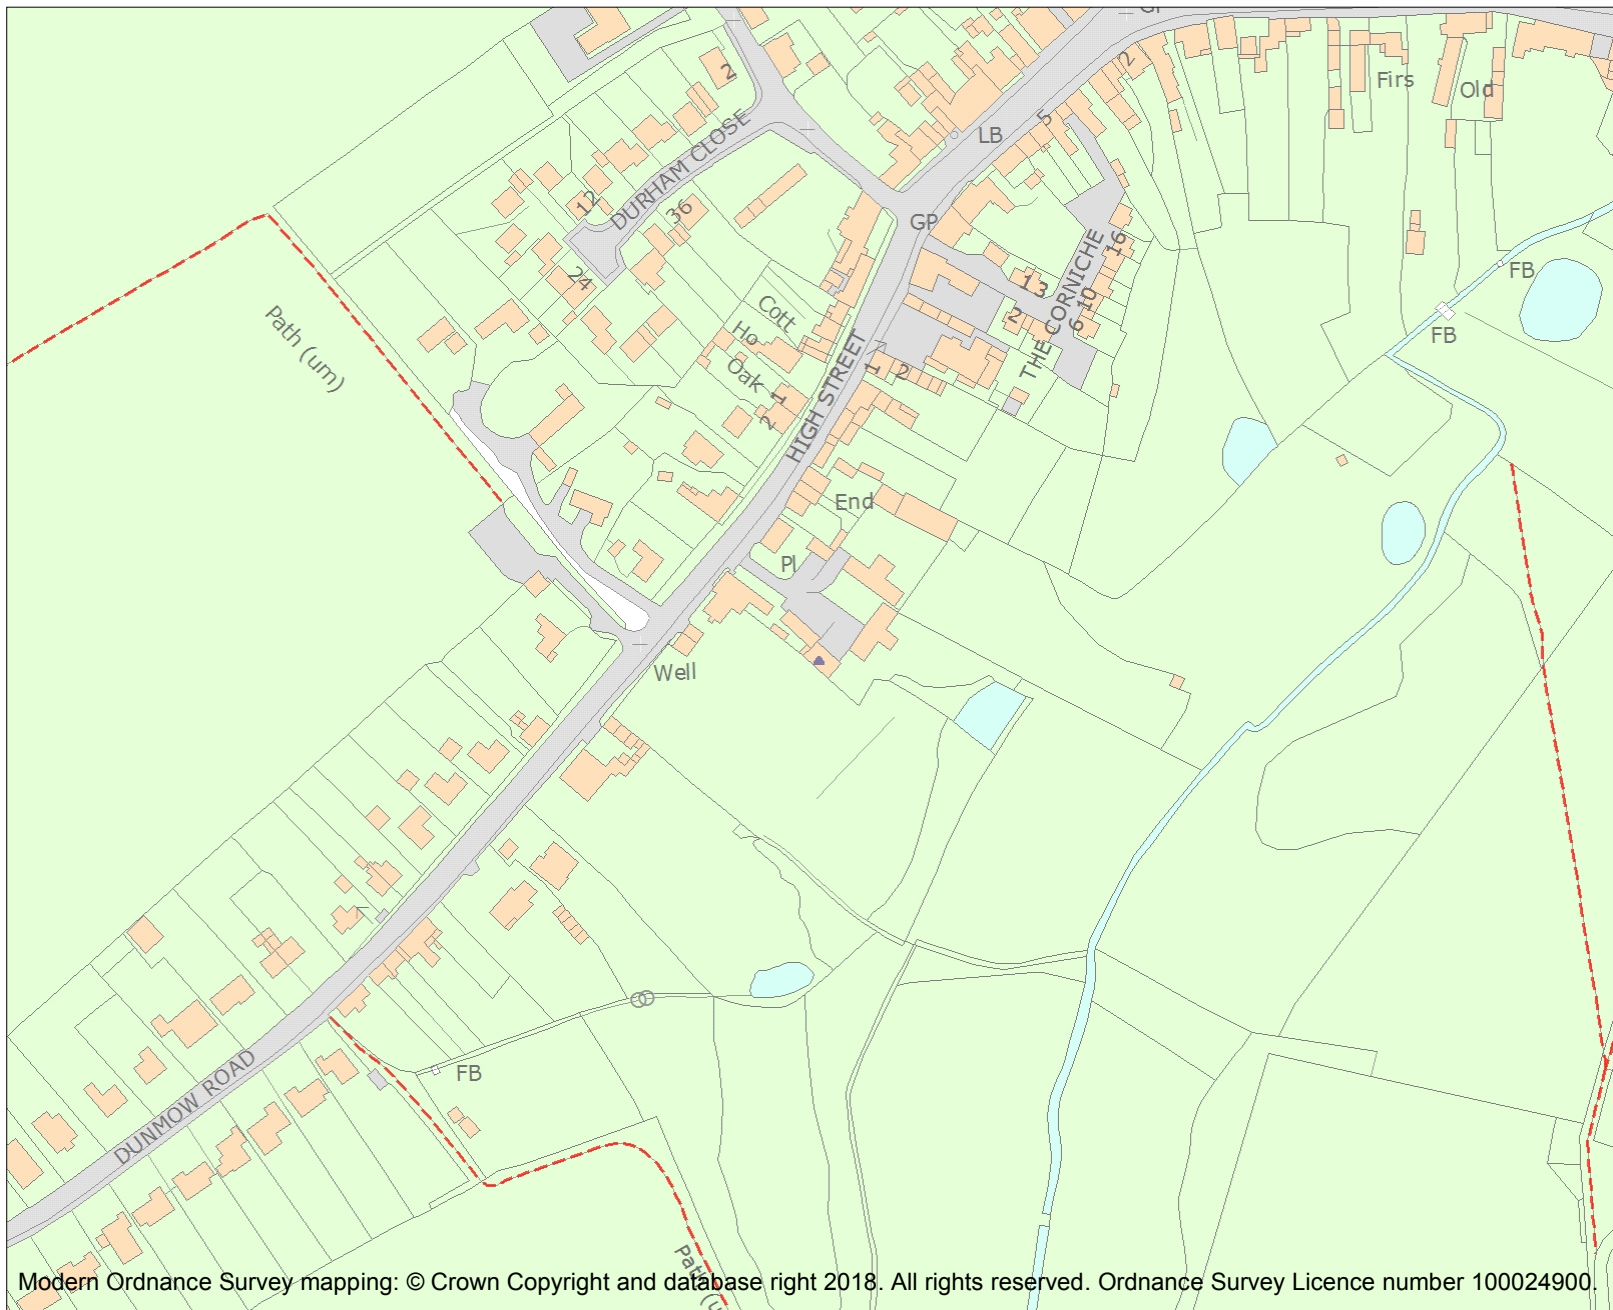 2
2
Firs
Old
5
LB
DURHAM CLOSE
12
36
GP
16
24
13
THE CORNICHE
10
2
6
FB
FB
Path (um)
Cott
Ho
Oak
1
2
HIGH STREET
1
2
End
Pl
Well
FB
DUNMOW ROAD
Modern Ordnance Survey mapping: © Crown Copyright and database right 2018. All rights reserved. Ordnance Survey Licence number 100024900.